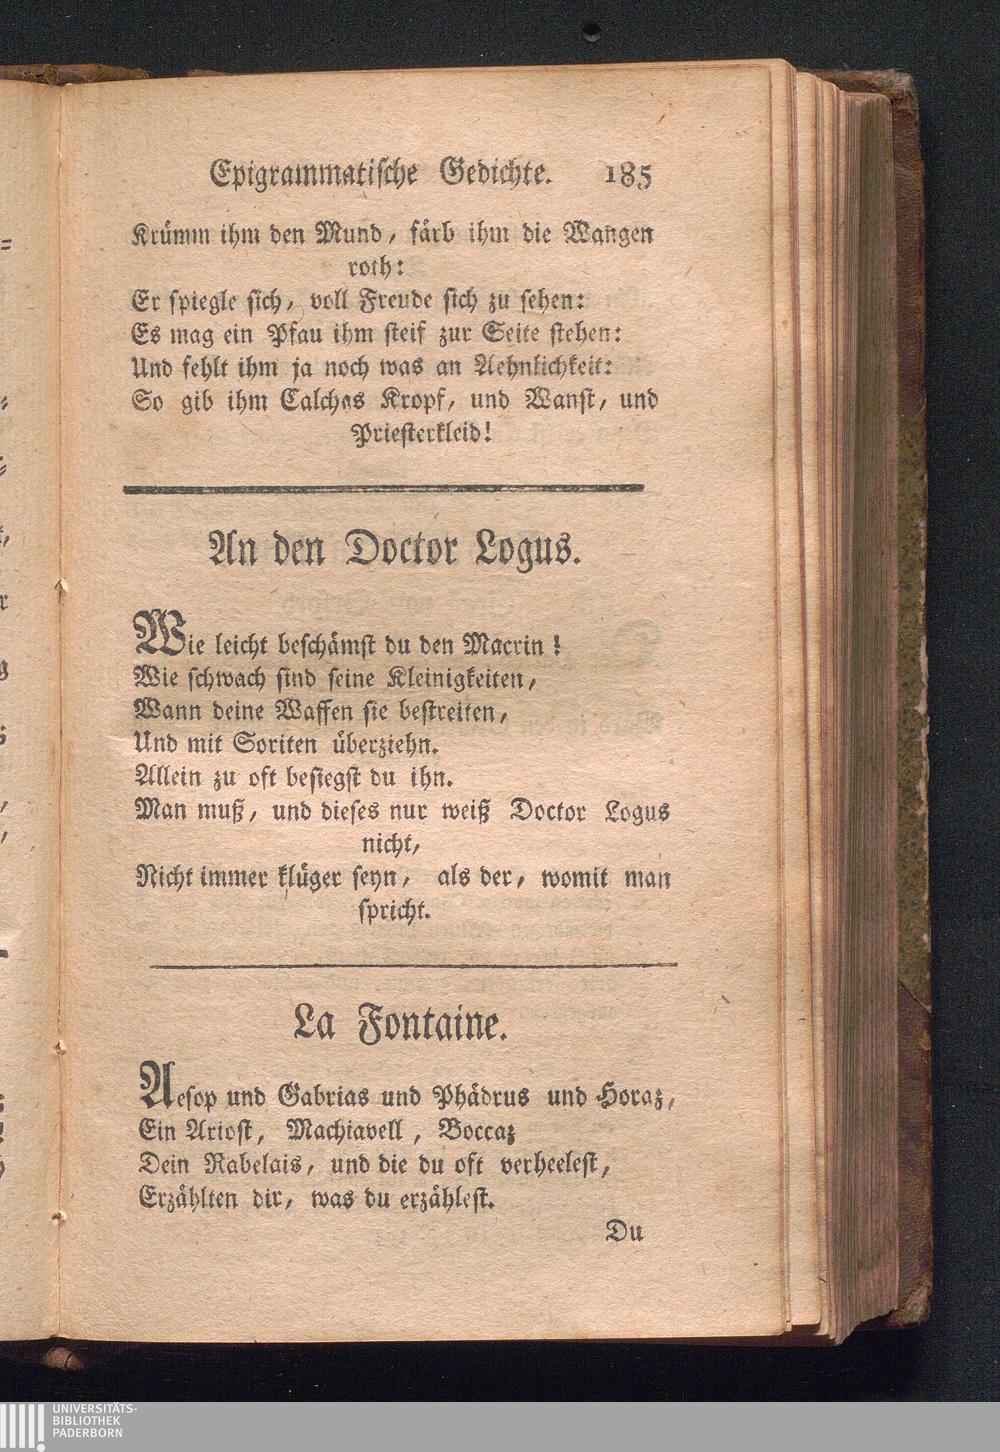 Epigrammatische Gedichte. 185
Krümm ihm den Mund, färb ihm die Wangen
roth:
Er spiegle sich, voll Freude sich zu sehen:
Es mag ein Pfau ihm steif zur Seite stehen:
Und fehlt ihm ja noch was an Aehnlichkeit:
So gib ihm Calchas Kropf, und Wanst, und
Priesterkleid!
An den Doctor Logus.
Wie leicht beschämst du den Macrin!
Wie schwach sind seine Kleinigkeiten,
Wann deine Waffen sie bestreiten,
Und mit Soriten überziehn.
Allein zu oft besiegst du ihn.
Man muß, und dieses nur weiß Doctor Logus
nicht,
Nicht immer klüger seyn, als der, womit man
spricht.
La Fontaine.
Aesop und Gabrias und Phädrus und Horaz,
Ein Ariost, Machiavell, Boccaz
Dein Rabelais, und die du oft verheelest,
Erzählten dir, was du erzählest.
Du
UNIVERSITÄTS-
BIBLIOTHEK
PADERBORN